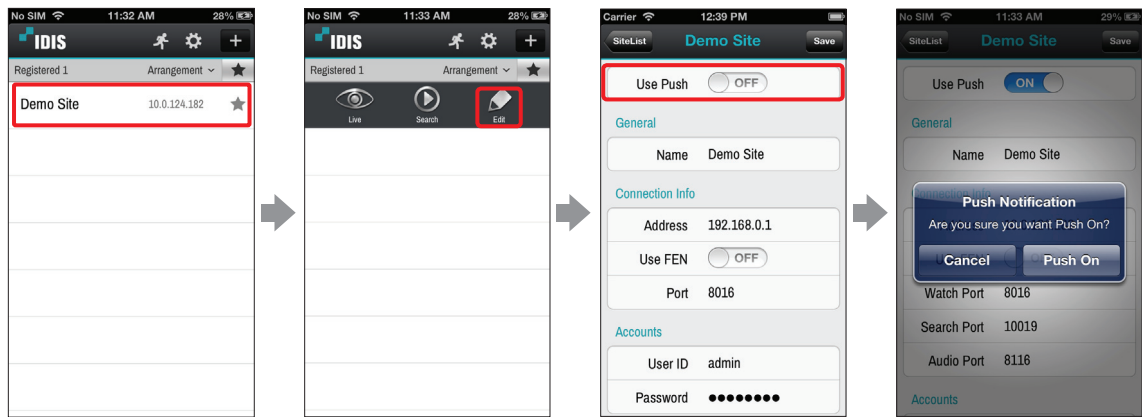 No SIM 11:32 AM 28%
IDIS
Registered 1 Arrangement
Demo Site 10.0.124.182
No SIM 11:33 AM 28%
IDIS
Registered 1 Arrangement
Live Search Edit
Carrier 12:39 PM
SiteList Demo Site Save
Use Push OFF
General
Name Demo Site
Connection Info
Address 192.168.0.1
Use FEN OFF
Port 8016
Accounts
User ID admin
Password ●●●●●●●●
No SIM 11:33 AM 29%
SiteList Demo Site Save
Use Push ON
General
Name Demo Site
Connection Info
Push Notification
Are you sure you want Push On?
Cancel Push On
Watch Port 8016
Search Port 10019
Audio Port 8116
Accounts